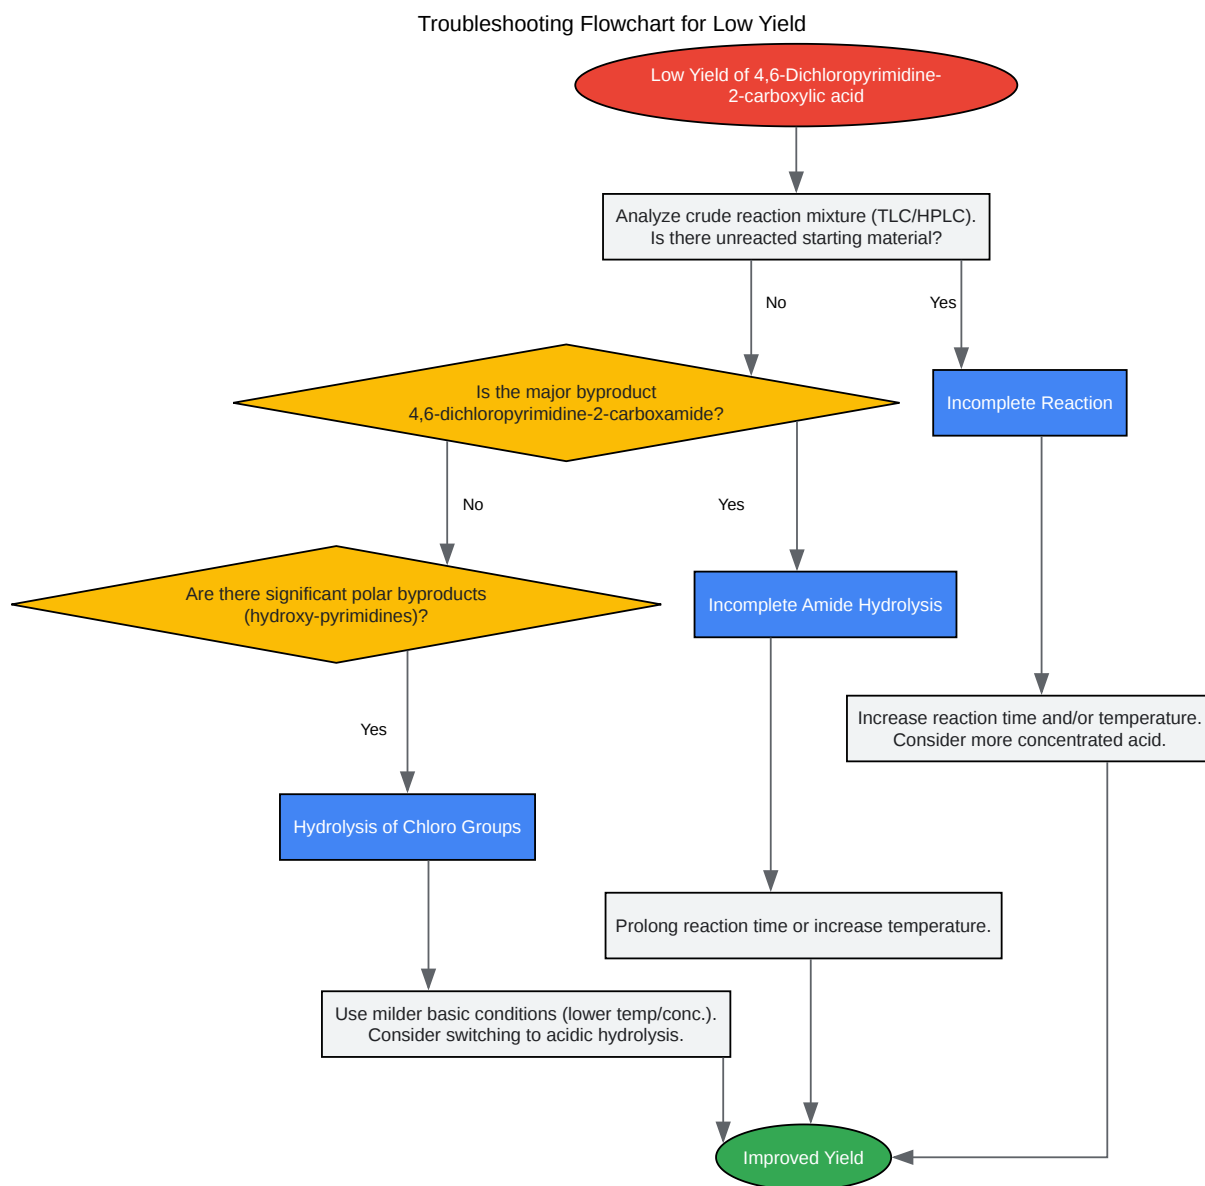 Troubleshooting Flowchart for Low Yield
Low Yield of 4,6-Dichloropyrimidine-
2-carboxylic acid
Analyze crude reaction mixture (TLC/HPLC).
Is there unreacted starting material?
No
Yes
Is the major byproduct
4,6-dichloropyrimidine-2-carboxamide?
Incomplete Reaction
No
Yes
Are there significant polar byproducts
(hydroxy-pyrimidines)?
Incomplete Amide Hydrolysis
Increase reaction time and/or temperature.
Consider more concentrated acid.
Yes
Hydrolysis of Chloro Groups
Prolong reaction time or increase temperature.
Use milder basic conditions (lower temp/conc.).
Consider switching to acidic hydrolysis.
Improved Yield